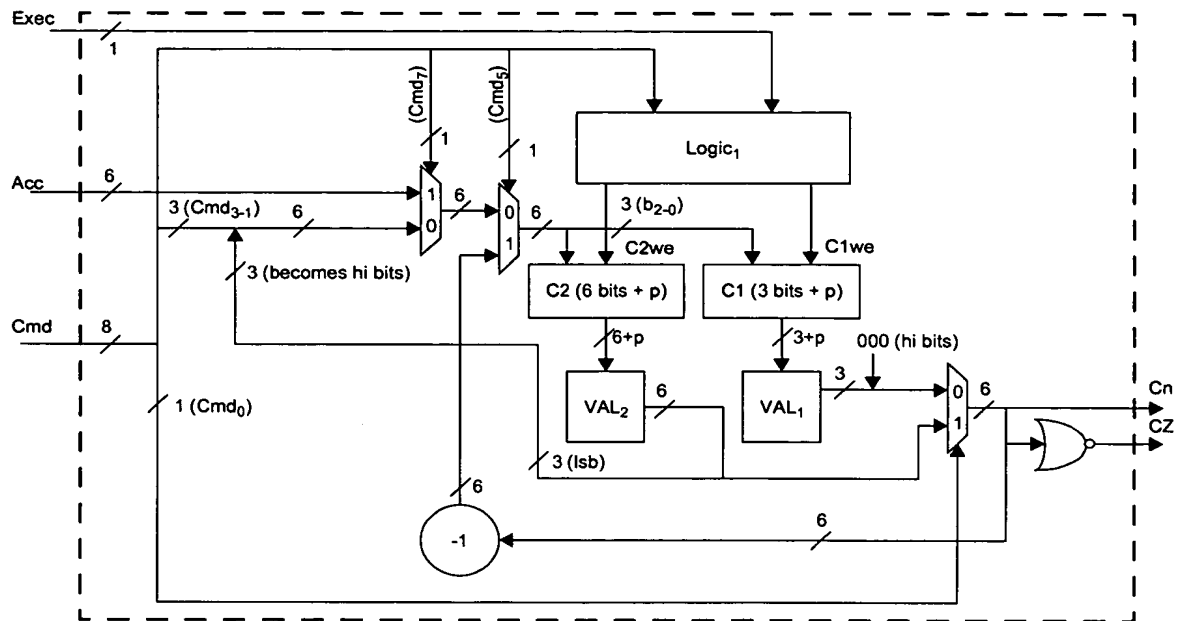 Exec
1
(Cmd₇)
(Cmd₅)
1
1
Logic₁
Acc
6
1
0
6
0
1
6
3 (b₂₋₀)
3 (Cmd₃₋₁)
6
C2we
C1we
3 (becomes hi bits)
C2 (6 bits + p)
C1 (3 bits + p)
Cmd
8
6+p
3+p
000 (hi bits)
1 (Cmd₀)
VAL₂
6
VAL₁
3
0
1
6
Cn
CZ
3 (lsb)
6
-1
6